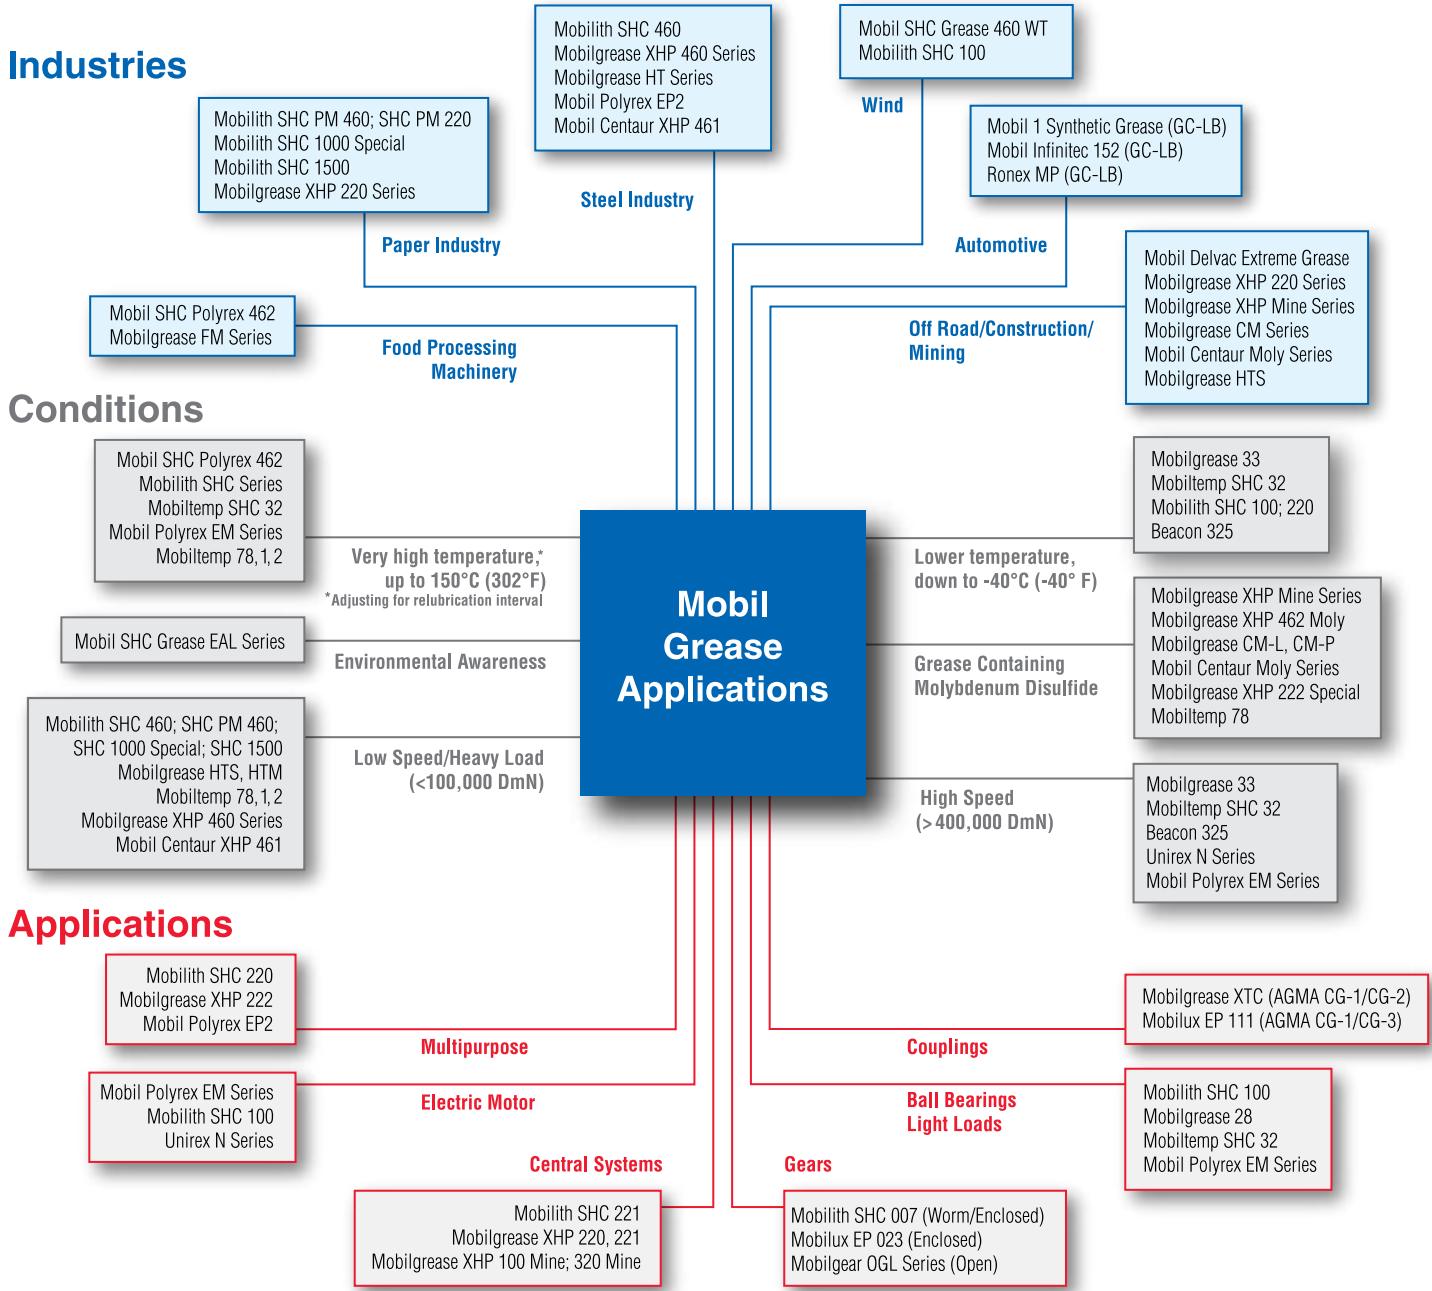 Industries
Mobilith SHC PM 460; SHC PM 220
Mobilith SHC 1000 Special
Mobilith SHC 1500
Mobilgrease XHP 220 Series
Paper Industry
Mobilith SHC 460
Mobilgrease XHP 460 Series
Mobilgrease HT Series
Mobil Polyrex EP2
Mobil Centaur XHP 461
Steel Industry
Mobil SHC Grease 460 WT
Mobilith SHC 100
Wind
Mobil 1 Synthetic Grease (GC-LB)
Mobil Infinitec 152 (GC-LB)
Ronex MP (GC-LB)
Automotive
Mobil SHC Polyrex 462
Mobilgrease FM Series
Food Processing
Machinery
Mobil Delvac Extreme Grease
Mobilgrease XHP 220 Series
Mobilgrease XHP Mine Series
Mobilgrease CM Series
Mobil Centaur Moly Series
Mobilgrease HTS
Off Road/Construction/
Mining
Conditions
Mobil SHC Polyrex 462
Mobilith SHC Series
Mobiltemp SHC 32
Mobil Polyrex EM Series
Mobiltemp 78, 1, 2
Very high temperature,*
up to 150°C (302°F)
*Adjusting for relubrication interval
Mobil SHC Grease EAL Series
Environmental Awareness
Mobilith SHC 460; SHC PM 460;
SHC 1000 Special; SHC 1500
Mobilgrease HTS, HTM
Mobiltemp 78, 1, 2
Mobilgrease XHP 460 Series
Mobil Centaur XHP 461
Low Speed/Heavy Load
(<100,000 DmN)
Mobil
Grease
Applications
Mobilgrease 33
Mobiltemp SHC 32
Mobilith SHC 100; 220
Beacon 325
Lower temperature,
down to -40°C (-40° F)
Mobilgrease XHP Mine Series
Mobilgrease XHP 462 Moly
Mobilgrease CM-L, CM-P
Mobil Centaur Moly Series
Mobilgrease XHP 222 Special
Mobiltemp 78
Grease Containing
Molybdenum Disulfide
Mobilgrease 33
Mobiltemp SHC 32
Beacon 325
Unirex N Series
Mobil Polyrex EM Series
High Speed
(>400,000 DmN)
Applications
Mobilith SHC 220
Mobilgrease XHP 222
Mobil Polyrex EP2
Multipurpose
Mobil Polyrex EM Series
Mobilith SHC 100
Unirex N Series
Electric Motor
Central Systems
Mobilith SHC 221
Mobilgrease XHP 220, 221
Mobilgrease XHP 100 Mine; 320 Mine
Gears
Mobilith SHC 007 (Worm/Enclosed)
Mobilux EP 023 (Enclosed)
Mobilgear OGL Series (Open)
Mobilgrease XTC (AGMA CG-1/CG-2)
Mobilux EP 111 (AGMA CG-1/CG-3)
Couplings
Mobilith SHC 100
Mobilgrease 28
Mobiltemp SHC 32
Mobil Polyrex EM Series
Ball Bearings
Light Loads